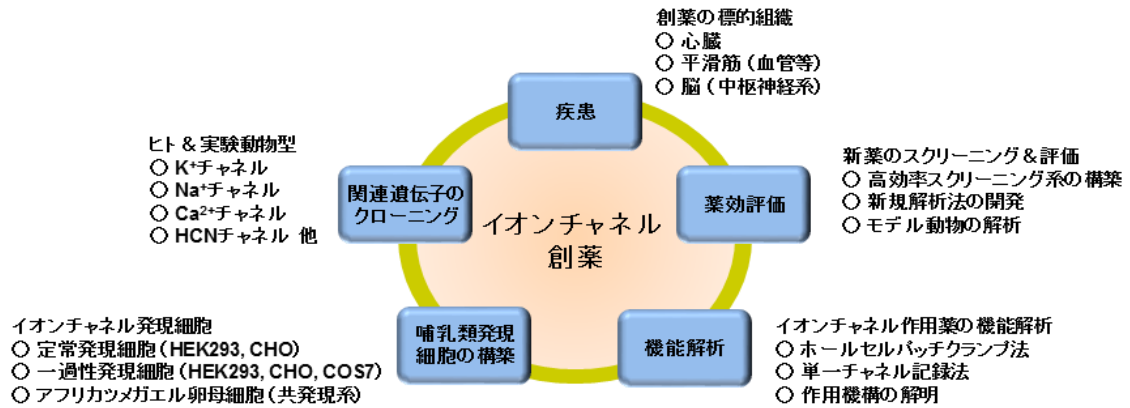 創薬の標的組織
○ 心臓
○ 平滑筋（血管等）
○ 脳（中枢神経系）
疾患
ヒト＆実験動物型
○ K⁺チャネル
○ Na⁺チャネル
○ Ca²⁺チャネル
○ HCNチャネル 他
関連遺伝子の
クローニング
イオンチャネル
創薬
薬効評価
新薬のスクリーニング＆評価
○ 高効率スクリーニング系の構築
○ 新規解析法の開発
○ モデル動物の解析
イオンチャネル発現細胞
○ 定常発現細胞（HEK293, CHO）
○ 一過性発現細胞（HEK293, CHO, COS7）
○ アフリカツメガエル卵母細胞（共発現系）
哺乳類発現
細胞の構築
機能解析
イオンチャネル作用薬の機能解析
○ ホールセルパッチクランプ法
○ 単一チャネル記録法
○ 作用機構の解明